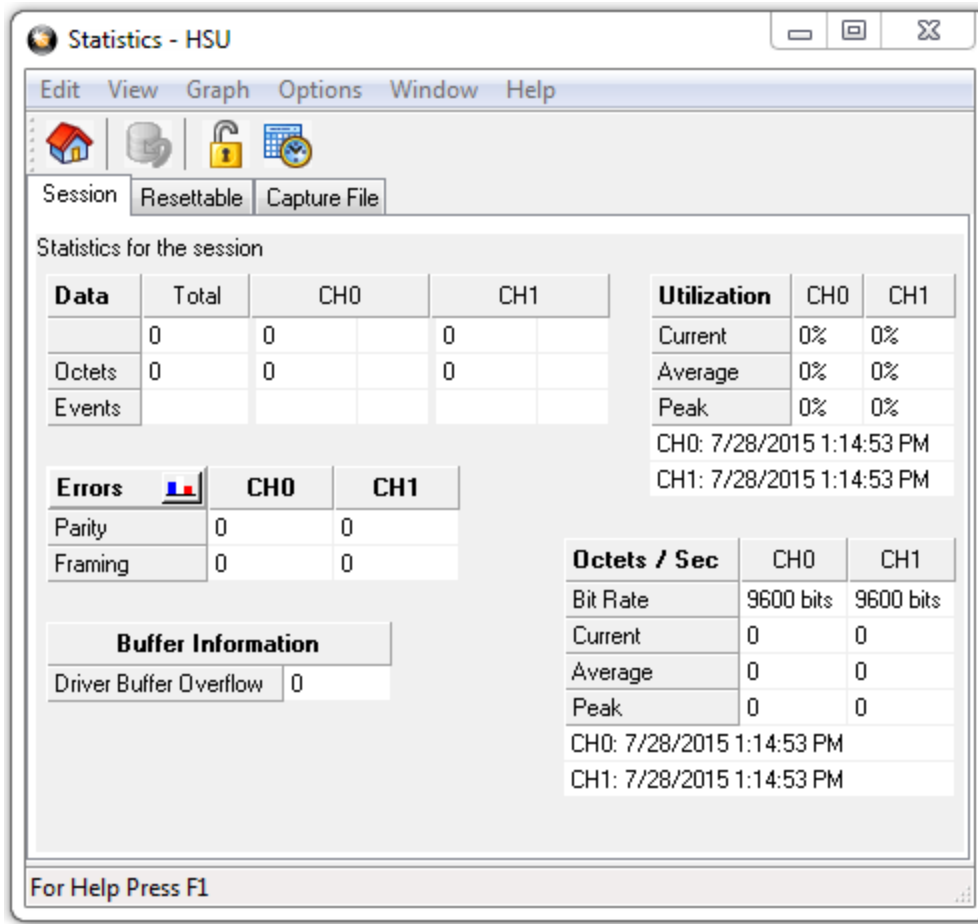 Statistics - HSU
Edit View Graph Options Window Help
Session Resettable Capture File
Statistics for the session
Data Total CH0 CH1
0 0 0
Octets 0 0 0
Events
Utilization CH0 CH1
Current 0% 0%
Average 0% 0%
Peak 0% 0%
CH0: 7/28/2015 1:14:53 PM
CH1: 7/28/2015 1:14:53 PM
Errors CH0 CH1
Parity 0 0
Framing 0 0
Buffer Information
Driver Buffer Overflow 0
Octets / Sec CH0 CH1
Bit Rate 9600 bits 9600 bits
Current 0 0
Average 0 0
Peak 0 0
CH0: 7/28/2015 1:14:53 PM
CH1: 7/28/2015 1:14:53 PM
For Help Press F1